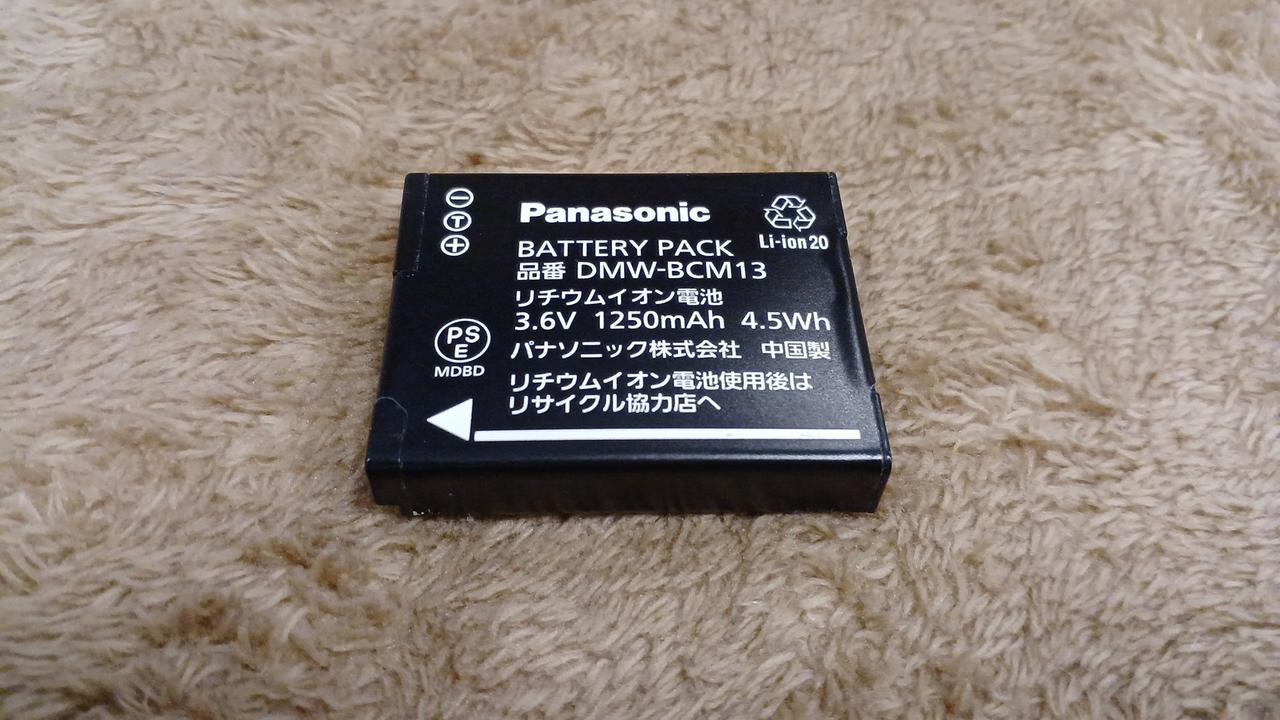 Panasonic
Li-ion20
BATTERY PACK
品番 DMW-BCM13
リチウムイオン電池
3.6V 1250mAh 4.5Wh
パナソニック株式会社 中国製
リチウムイオン電池使用後は
リサイクル協力店へ
T
PS
E
MDBD